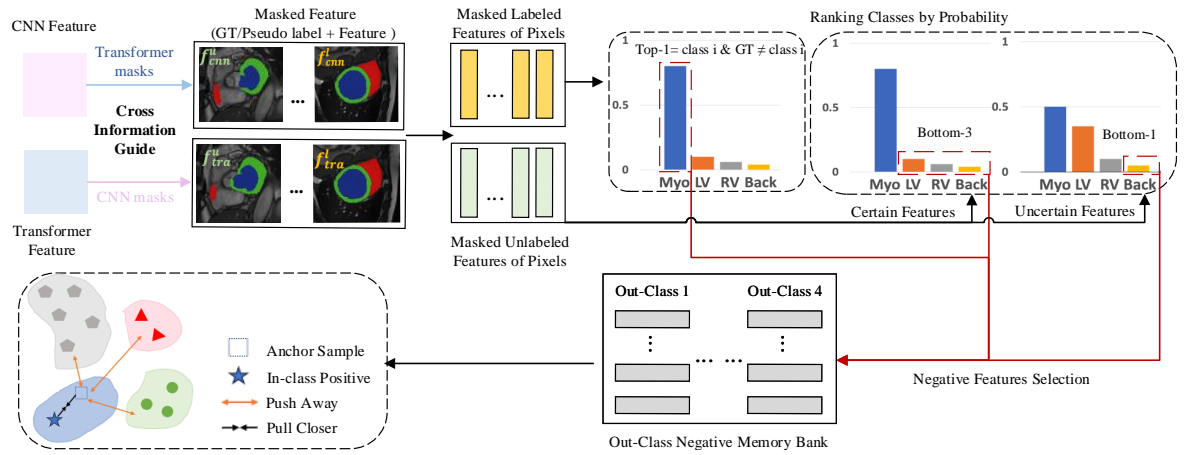 CNN Feature
Transformer
masks
Cross
Information
Guide
CNN masks
Transformer
Feature
Masked Feature
(GT/Pseudo label + Feature )
f^u_cnn
...
f^l_cnn
f^u_tra
...
f^l_tra
Masked Labeled
Features of Pixels
...
...
Masked Unlabeled
Features of Pixels
Ranking Classes by Probability
1
Top-1= class i & GT ≠ class i
0.5
0
Myo LV RV Back
1
0.5
0
Bottom-3
Myo LV RV Back
Certain Features
1
0.5
0
Bottom-1
Myo LV RV Back
Uncertain Features
Out-Class 1
Out-Class 4
... ...
Negative Features Selection
Out-Class Negative Memory Bank
Anchor Sample
In-class Positive
Push Away
Pull Closer